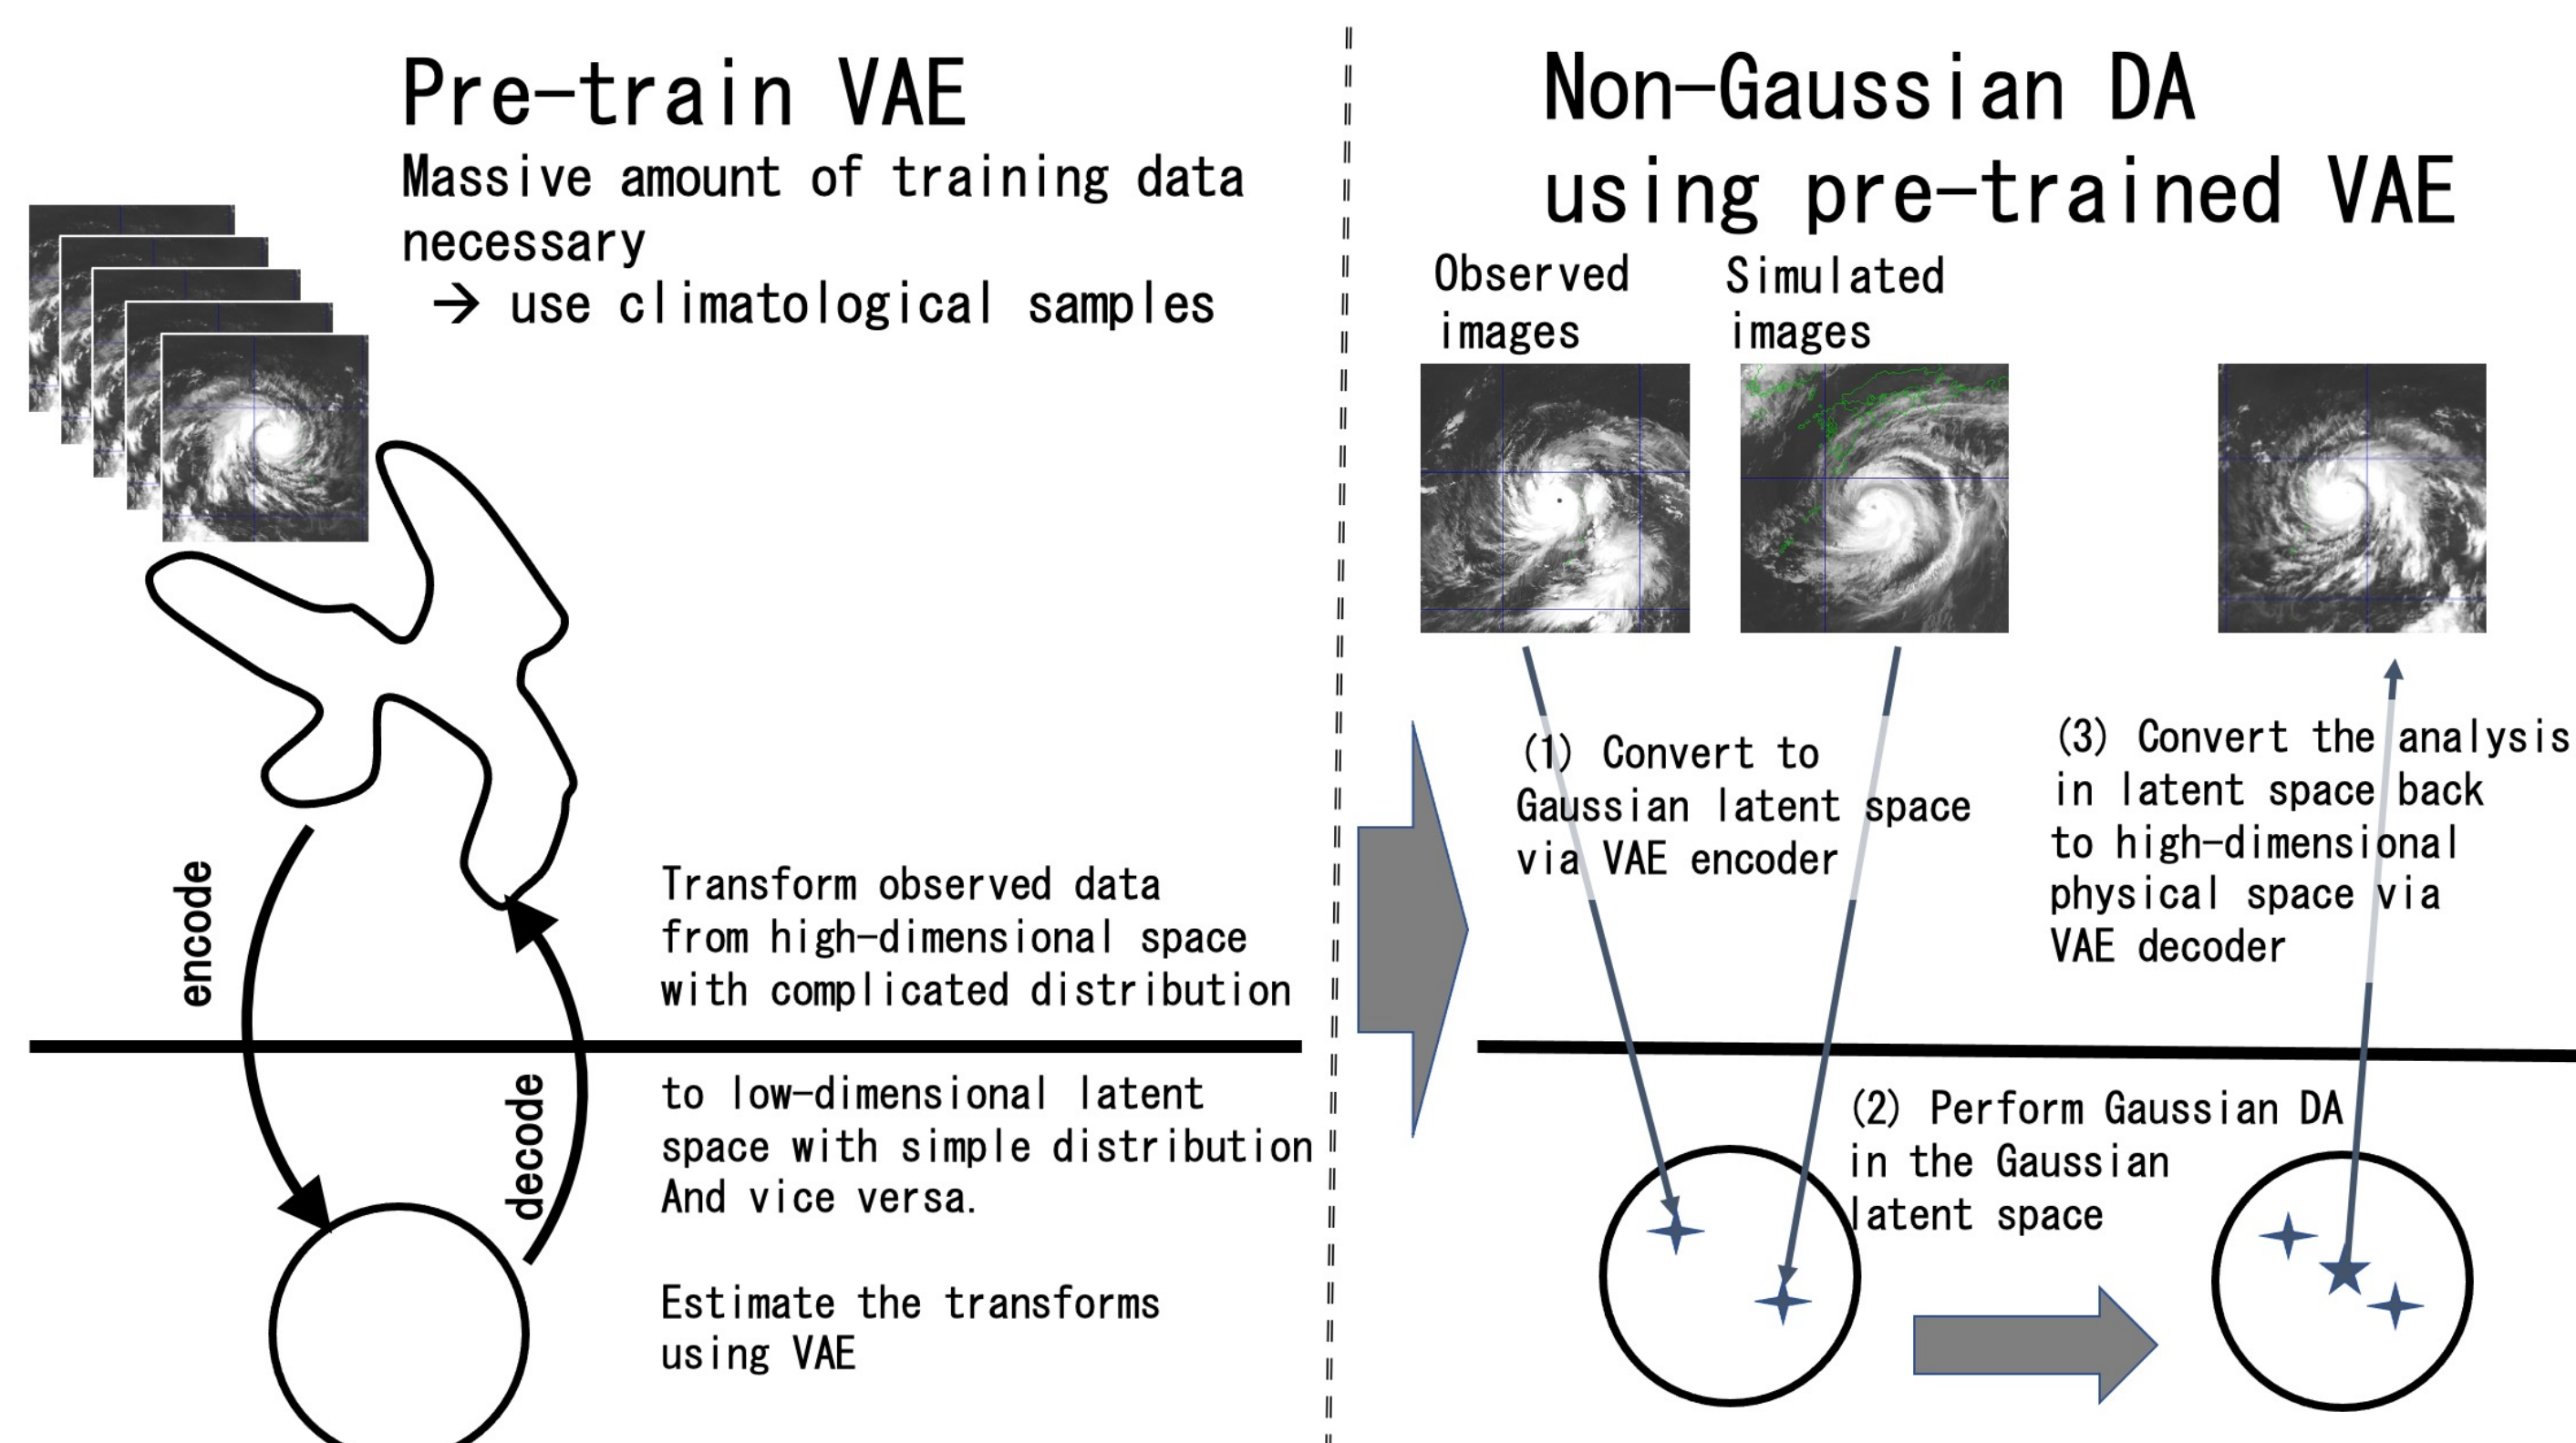 Pre-train VAE
Massive amount of training data
necessary
→ use climatological samples
encode
decode
Transform observed data
from high-dimensional space
with complicated distribution
to low-dimensional latent
space with simple distribution
And vice versa.
Estimate the transforms
using VAE
Non-Gaussian DA
using pre-trained VAE
Observed
images
Simulated
images
(1) Convert to
Gaussian latent space
via VAE encoder
(2) Perform Gaussian DA
in the Gaussian
latent space
(3) Convert the analysis
in latent space back
to high-dimensional
physical space via
VAE decoder